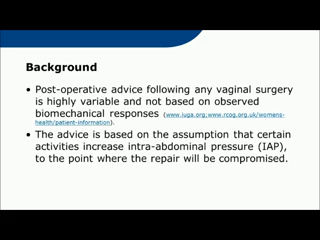 Background
• Post-operative advice following any vaginal surgery
is highly variable and not based on observed
biomechanical responses (www.iuga.org;www.rcog.org.uk/womens-
health/patient-information).
• The advice is based on the assumption that certain
activities increase intra-abdominal pressure (IAP),
to the point where the repair will be compromised.